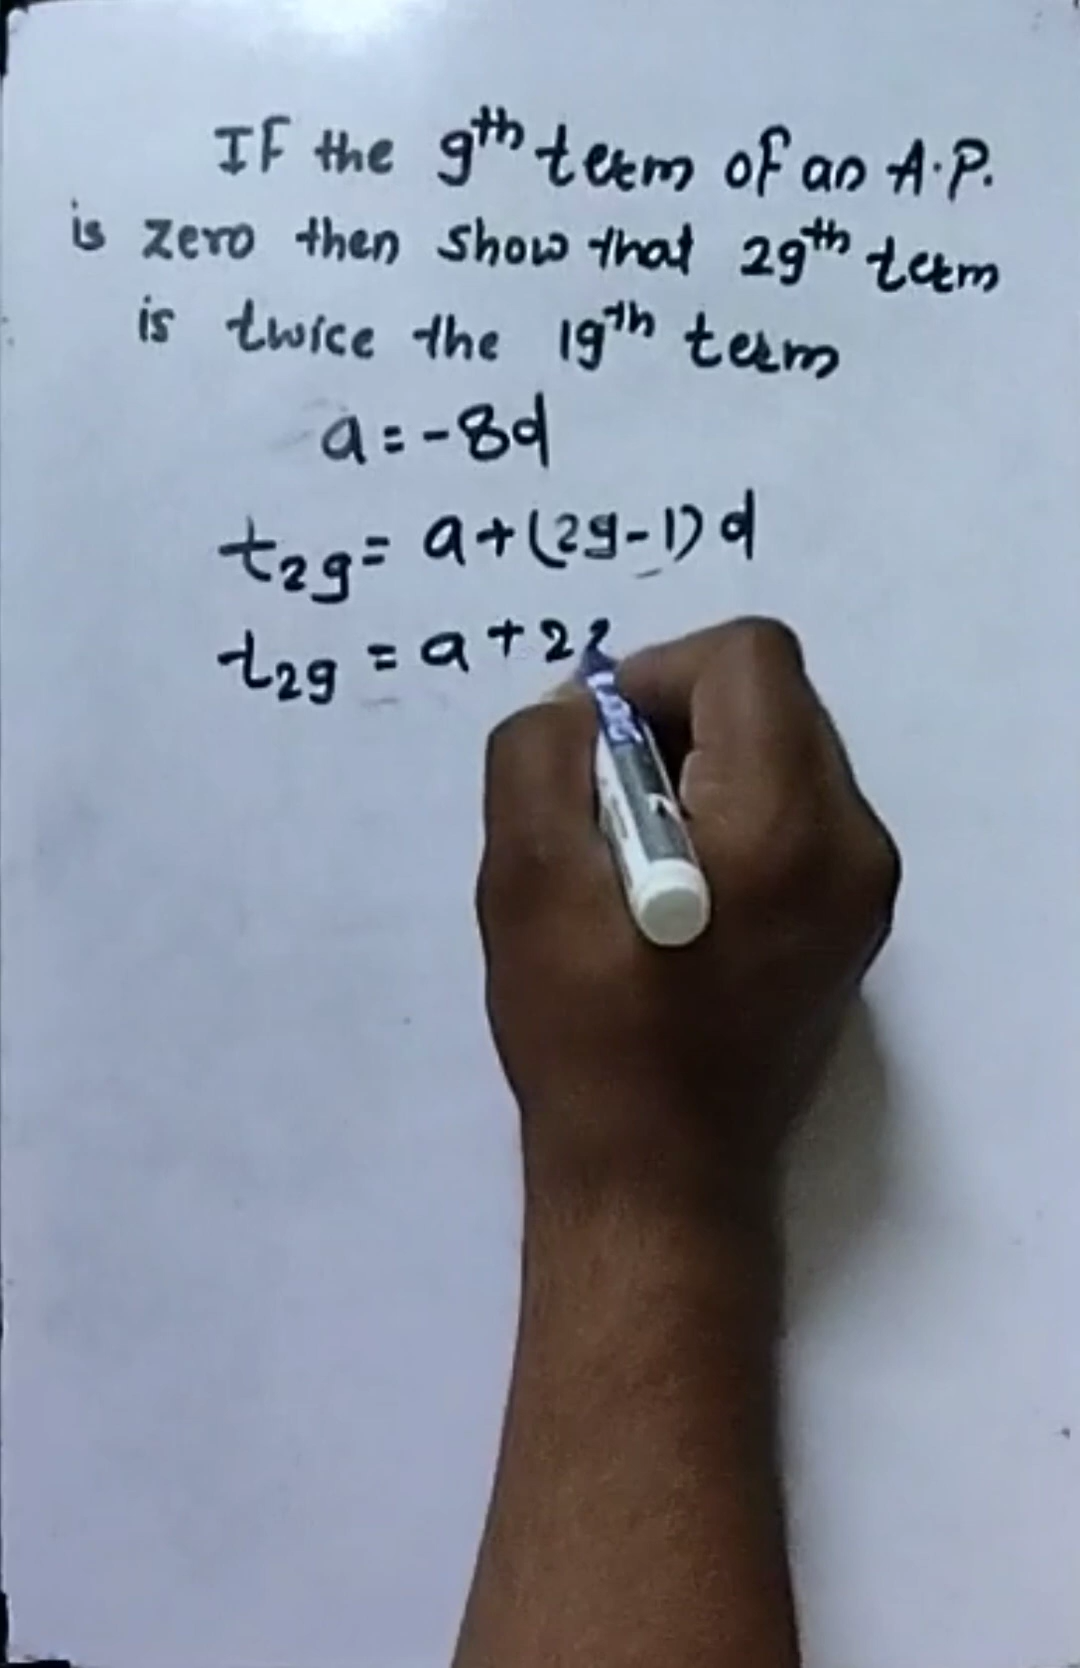 IF the 9th term of an A.P.
is zero then show that 29th term
is twice the 19th term
a = -8d
t29 = a + (29-1) d
t29 = a + 2